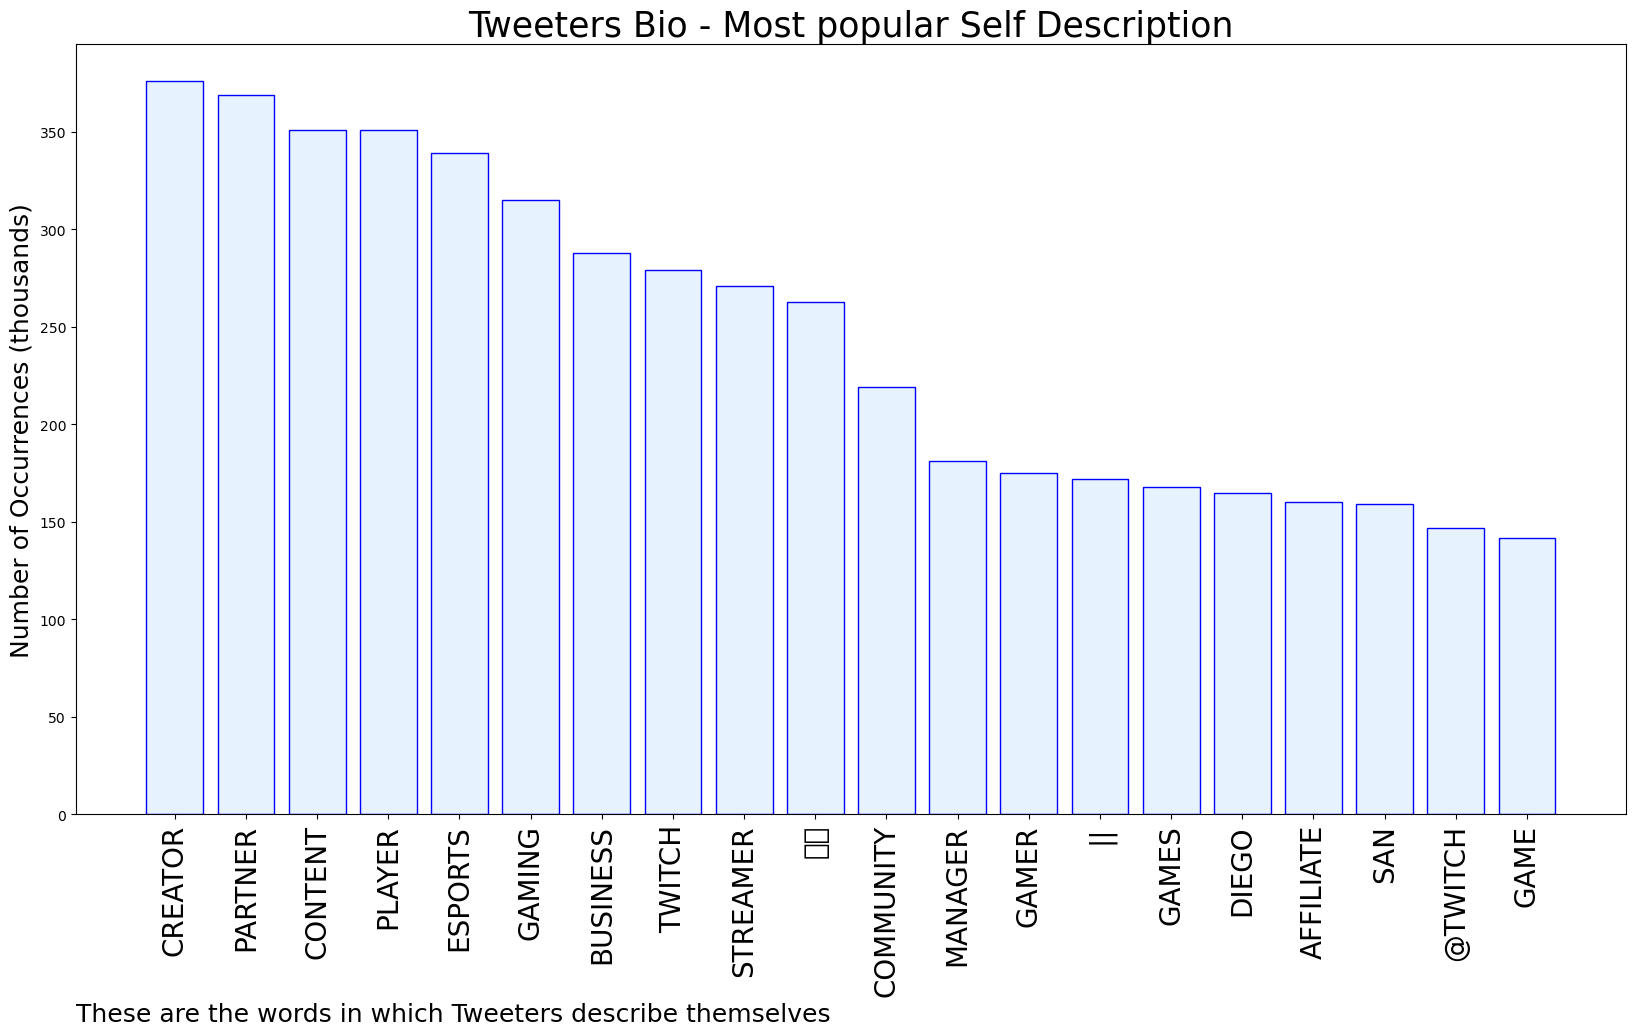 Tweeters Bio - Most popular Self Description
Number of Occurrences (thousands)
350
300
250
200
150
100
50
0
CREATOR
PARTNER
CONTENT
PLAYER
ESPORTS
GAMING
BUSINESS
TWITCH
STREAMER
▯▯
COMMUNITY
MANAGER
GAMER
||
GAMES
DIEGO
AFFILIATE
SAN
@TWITCH
GAME
These are the words in which Tweeters describe themselves